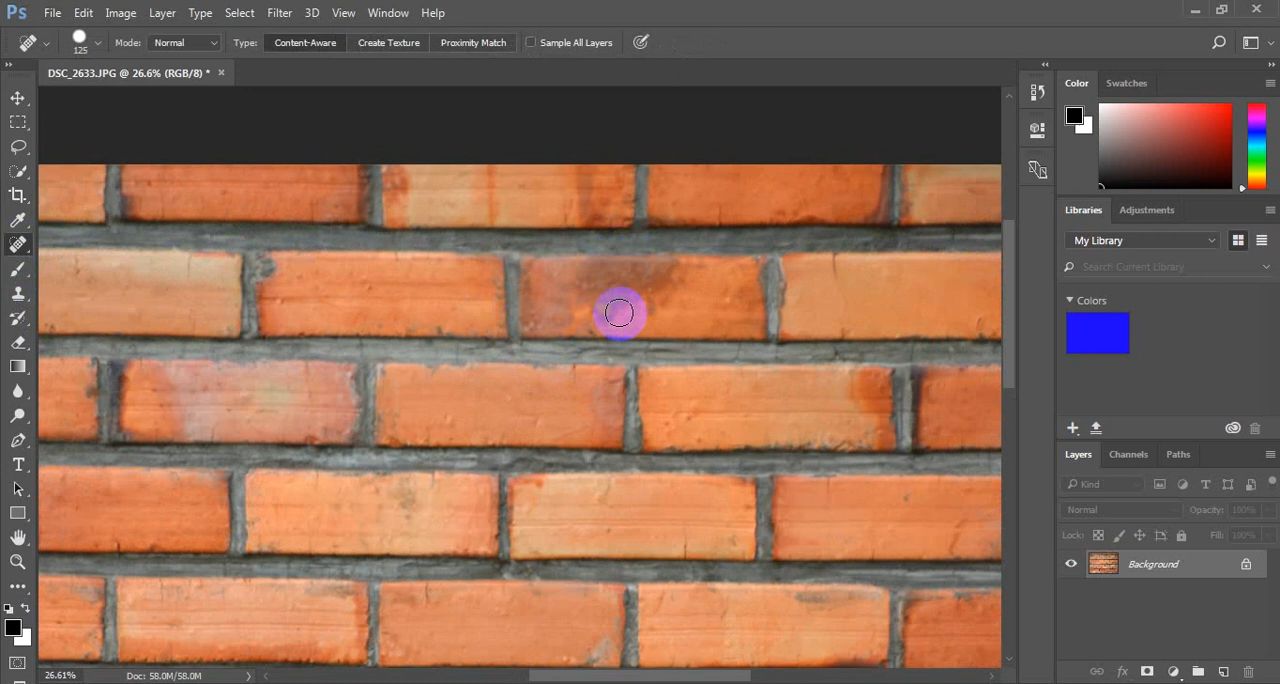 Ps File Edit Image Layer Type Select Filter 3D View Window Help
125 Mode: Normal Type: Content-Aware Create Texture Proximity Match Sample All Layers
DSC_2633.JPG @ 26.6% (RGB/8) * ×
Color Swatches
Libraries Adjustments
My Library
Search Current Library
Colors
Layers Channels Paths
Kind
Normal Opacity: 100%
Lock: Fill: 100%
Background
fx
26.61% Doc: 58.0M/58.0M